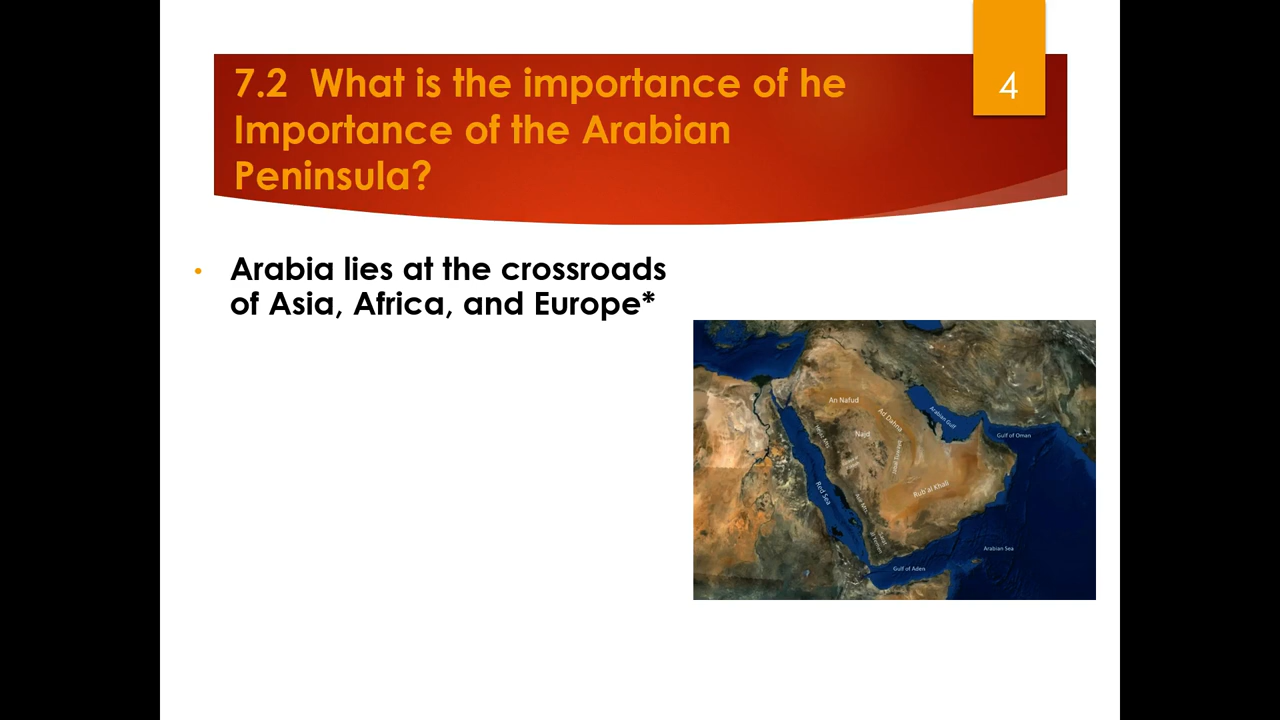 7.2 What is the importance of he
Importance of the Arabian
Peninsula?
4
• Arabia lies at the crossroads
of Asia, Africa, and Europe*
An Nafud
Ad Dahna
Arabian Gulf
Gulf of Oman
Najd
Red Sea
Rub'al Khali
Arabian Sea
Gulf of Aden